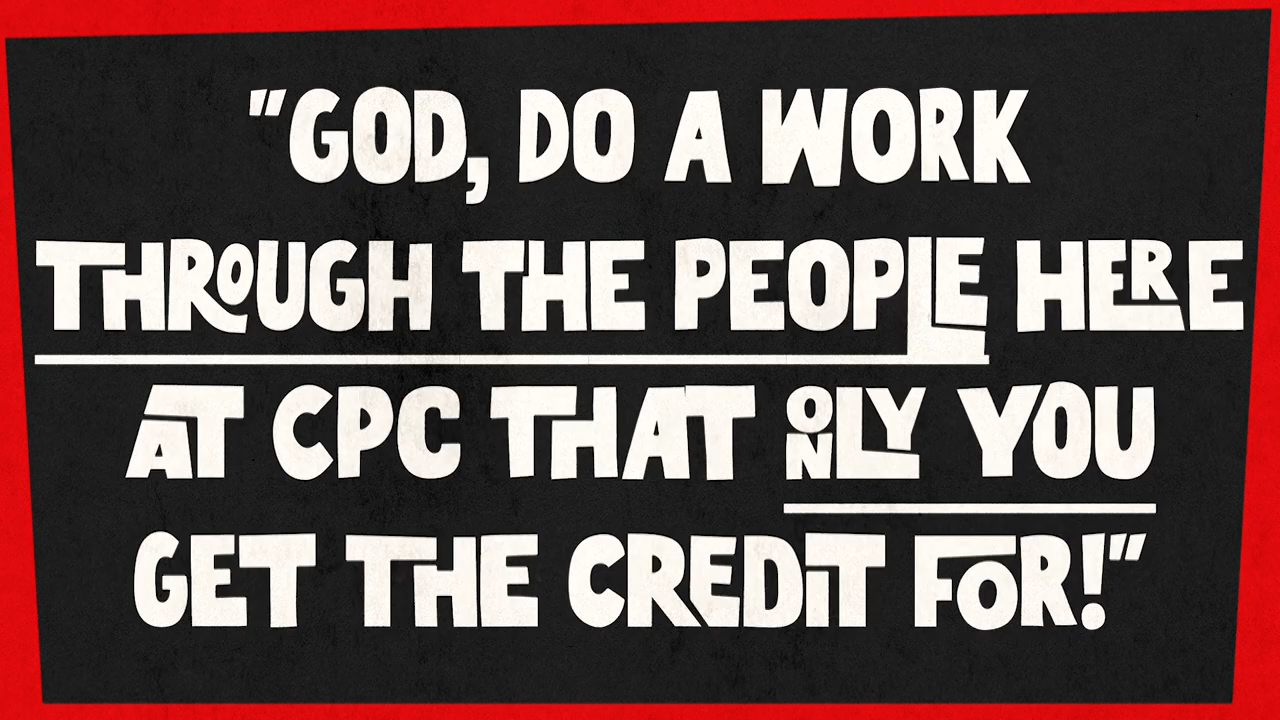 "GOD, DO A WORK
THROUGH THE PEOPLE HERE
AT CPC THAT ONLY YOU
GET THE CREDIT FOR!"